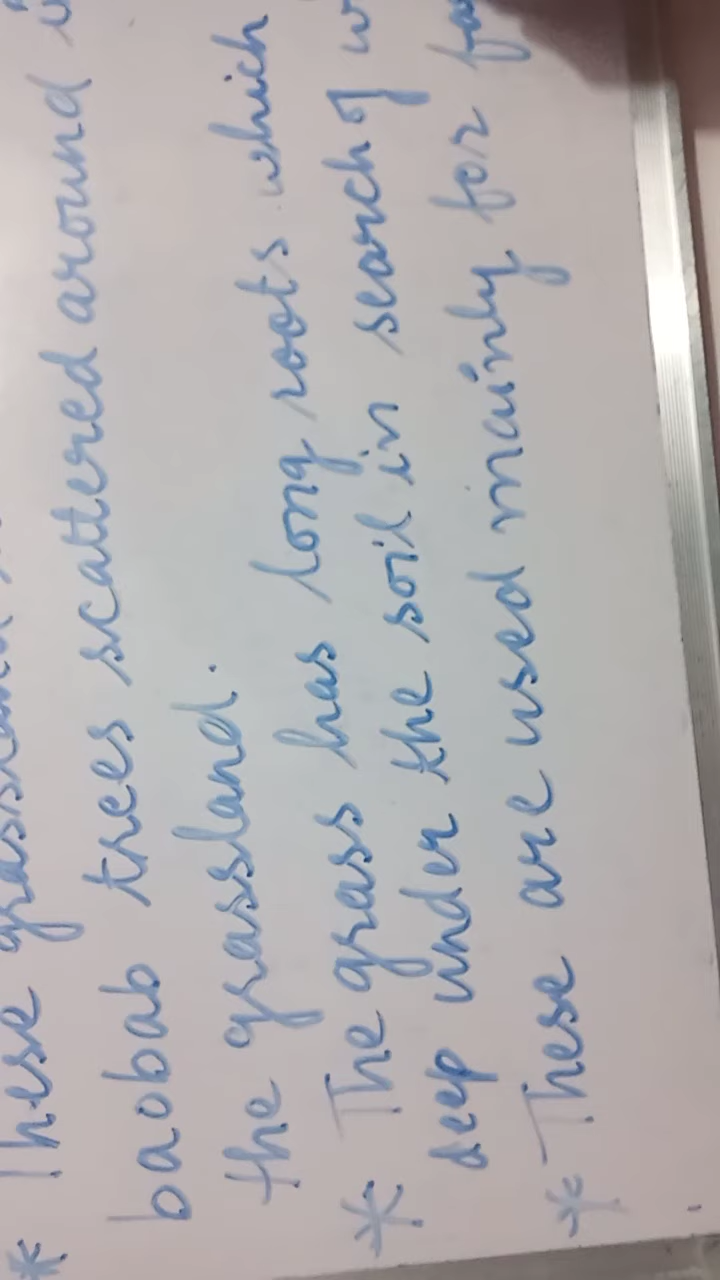 * These grassland
baobab trees scattered around
the grassland.
* The grass has long roots which
deep under the soil in search of
* These are used mainly for